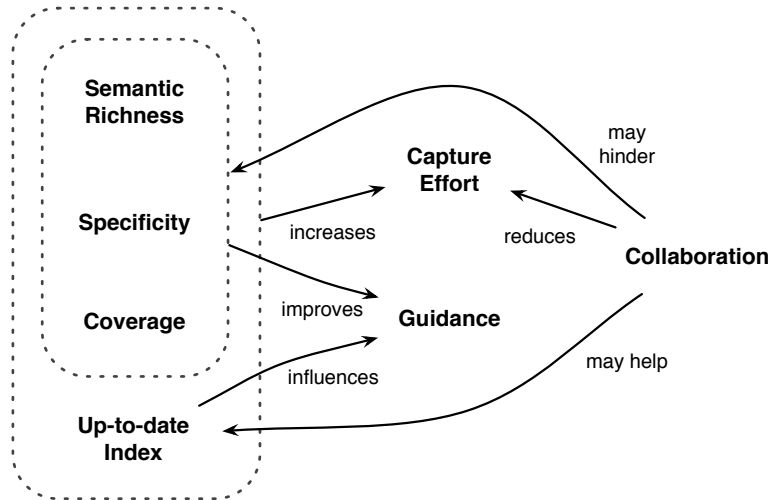 Semantic
Richness
Specificity
Coverage
Up-to-date
Index
Capture
Effort
Guidance
Collaboration
may
hinder
increases
reduces
improves
influences
may help